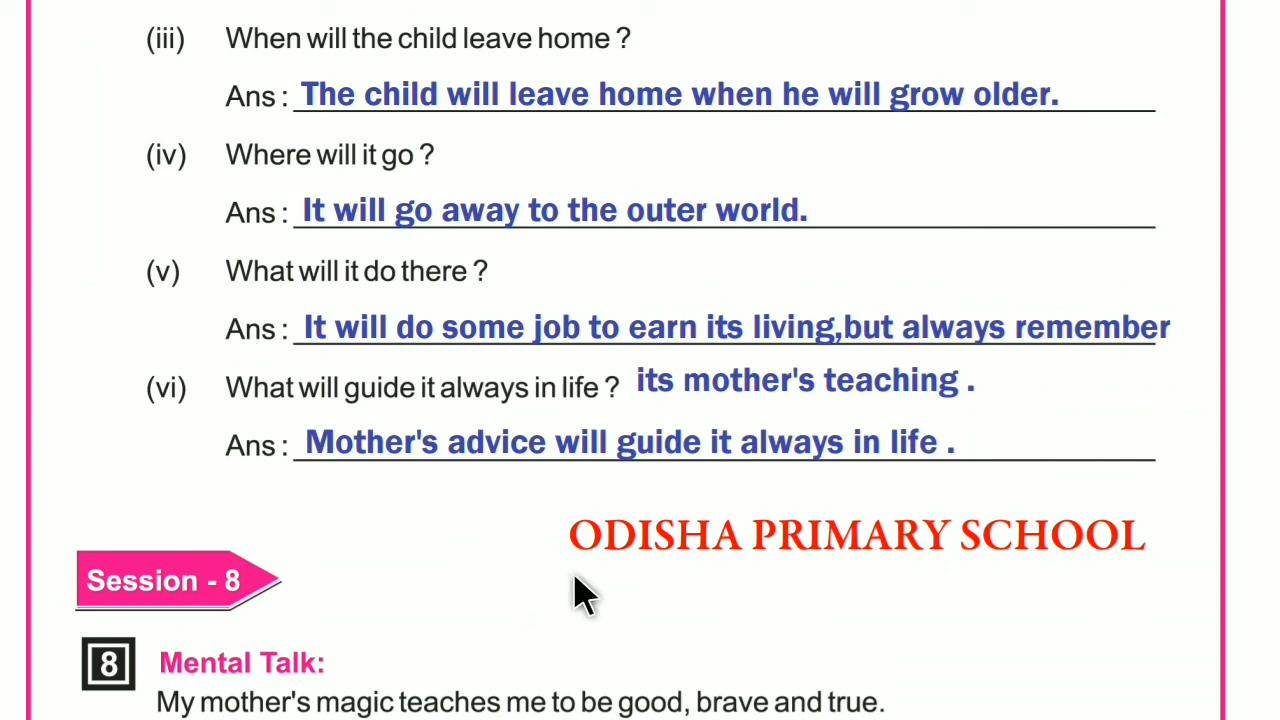 (iii) When will the child leave home ?
Ans : The child will leave home when he will grow older.
(iv) Where will it go ?
Ans : It will go away to the outer world.
(v) What will it do there ?
Ans : It will do some job to earn its living,but always remember
(vi) What will guide it always in life ? its mother's teaching .
Ans : Mother's advice will guide it always in life .
ODISHA PRIMARY SCHOOL
Session - 8
8 Mental Talk:
My mother's magic teaches me to be good, brave and true.